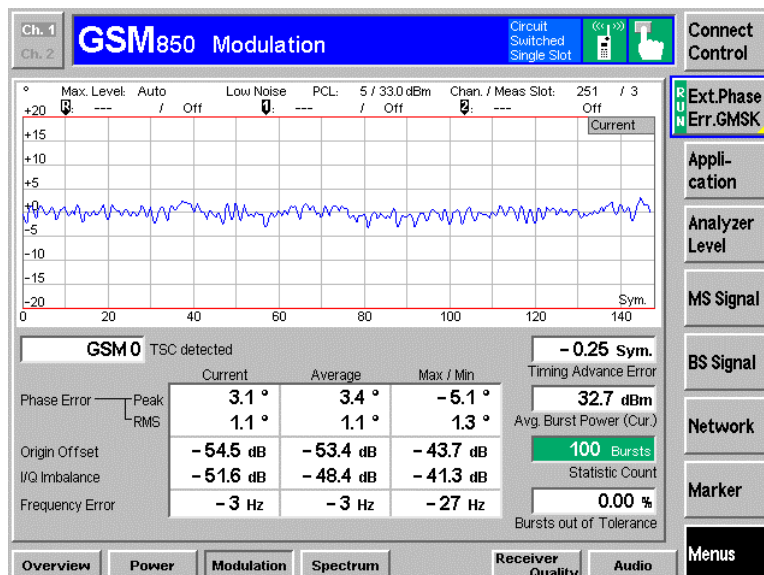 Ch. 1
Ch. 2
GSM850 Modulation
Circuit
Switched
Single Slot
Connect
Control
° Max. Level: Auto Low Noise PCL: 5 / 33.0 dBm Chan. / Meas Slot: 251 / 3
R: --- / Off 1: --- / Off 2: --- Off
Current
+20
+15
+10
+5
+0
-5
-10
-15
-20
Sym.
0 20 40 60 80 100 120 140
RUN
Ext.Phase
Err.GMSK
Appli-
cation
Analyzer
Level
MS Signal
BS Signal
Network
Marker
Menus
GSM 0 TSC detected
Current Average Max / Min
Phase Error Peak 3.1 ° 3.4 ° - 5.1 °
RMS 1.1 ° 1.1 ° 1.3 °
Origin Offset - 54.5 dB - 53.4 dB - 43.7 dB
I/Q Imbalance - 51.6 dB - 48.4 dB - 41.3 dB
Frequency Error - 3 Hz - 3 Hz - 27 Hz
- 0.25 Sym.
Timing Advance Error
32.7 dBm
Avg. Burst Power (Cur.)
100 Bursts
Statistic Count
0.00 %
Bursts out of Tolerance
Overview Power Modulation Spectrum Receiver Quality Audio